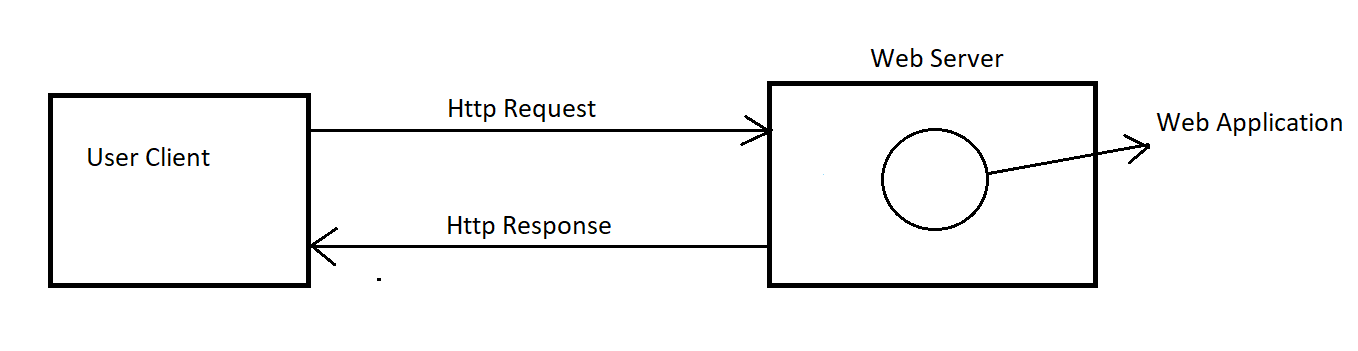 Web Server
Http Request
Web Application
User Client
Http Response